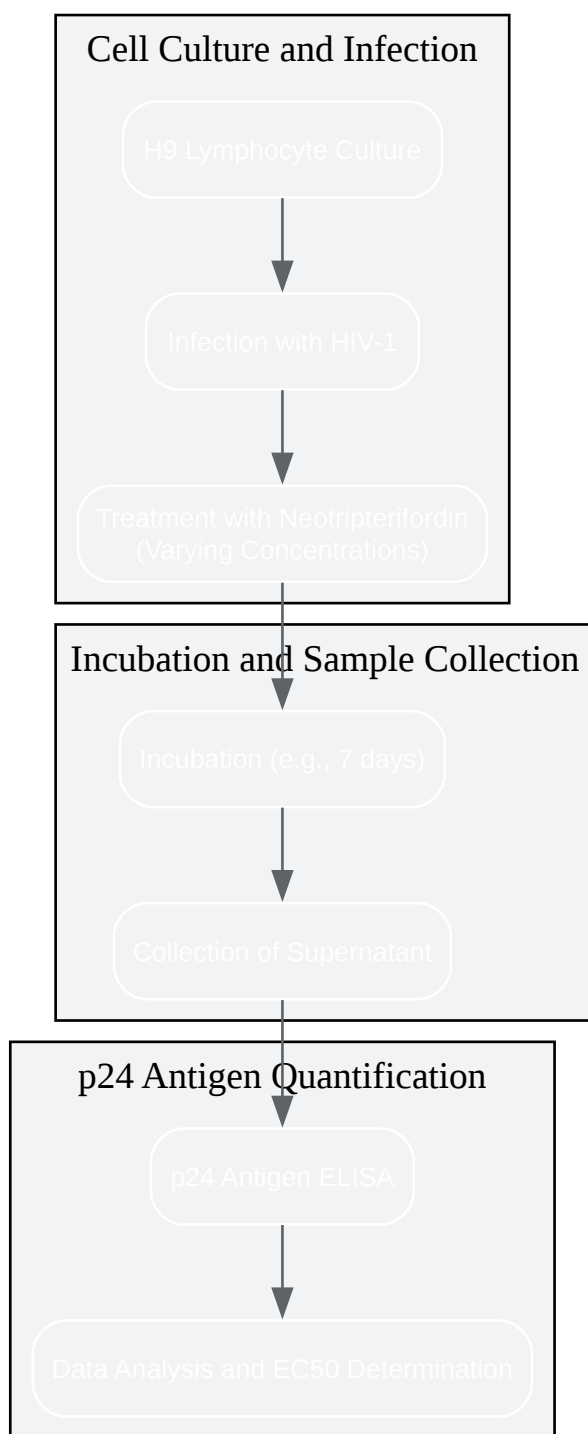 Cell Culture and Infection
H9 Lymphocyte Culture
Infection with HIV-1
Treatment with Neotripterifordin
(Varying Concentrations)
Incubation and Sample Collection
Incubation (e.g., 7 days)
Collection of Supernatant
p24 Antigen Quantification
p24 Antigen ELISA
Data Analysis and EC50 Determination